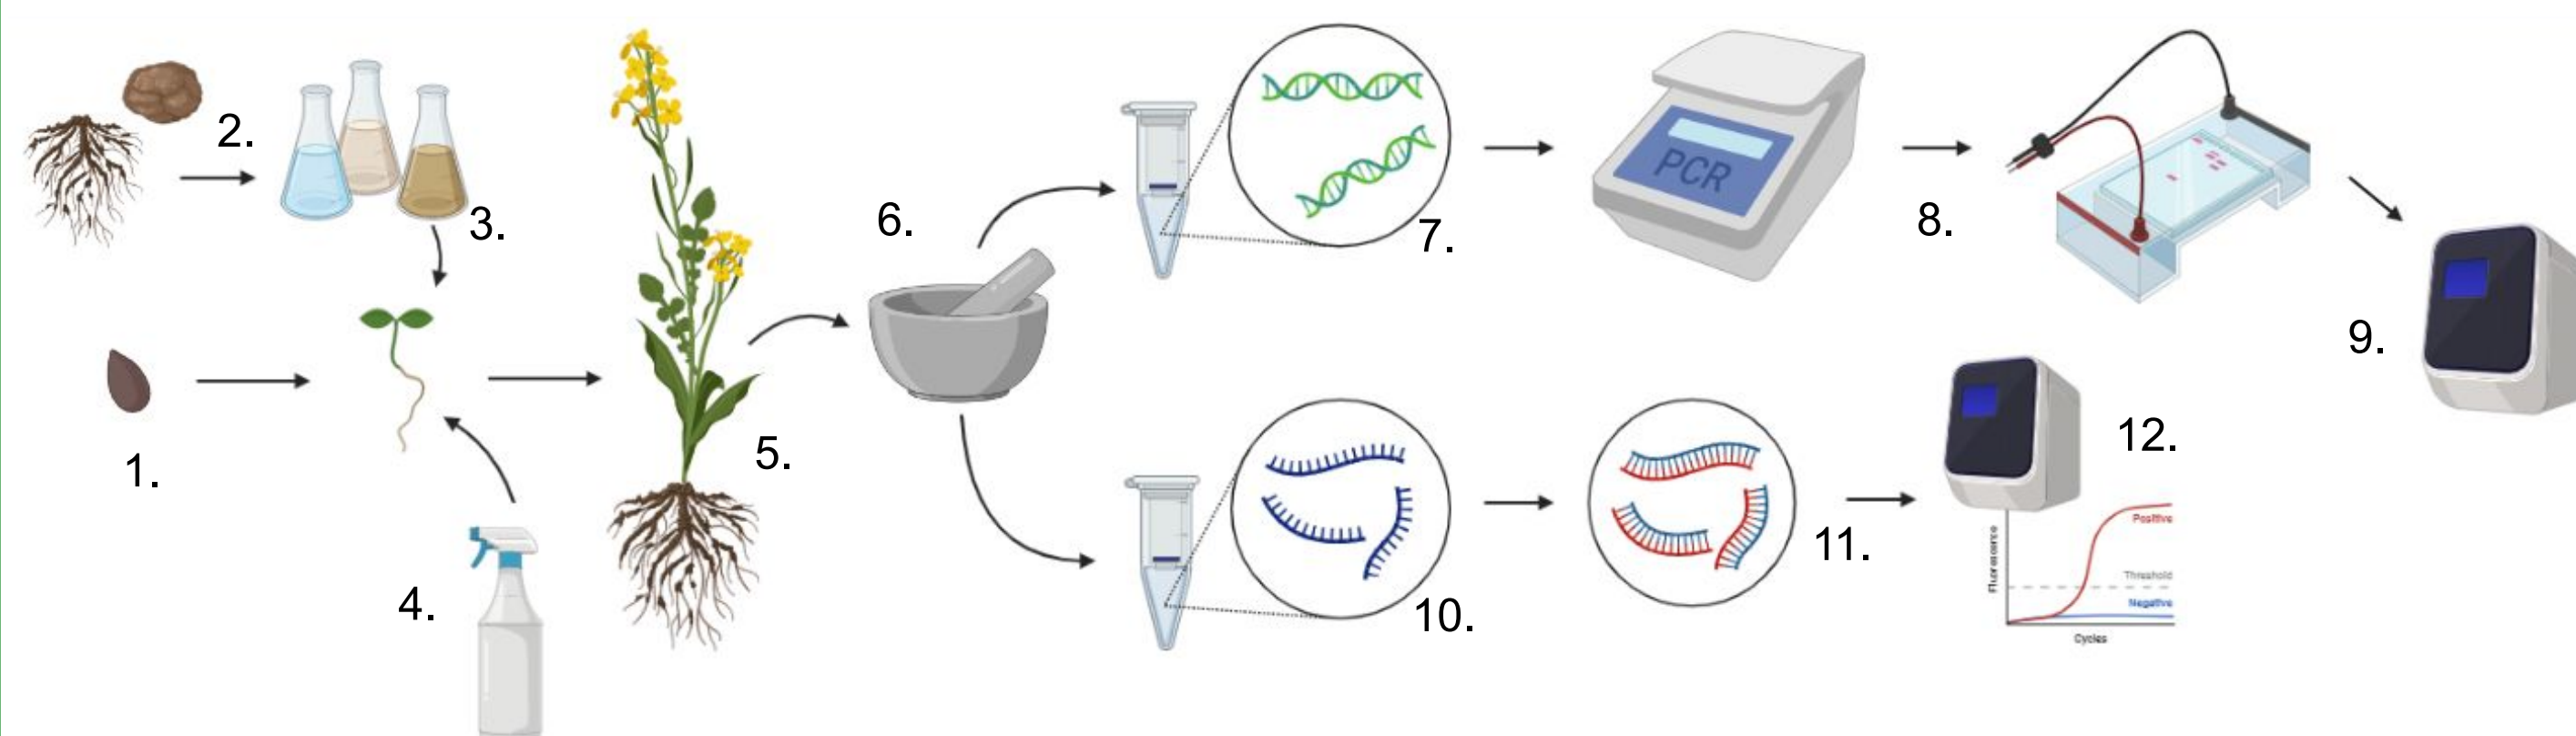 1.
2.
3.
4.
5.
6.
7.
PCR
8.
9.
10.
11.
12.
Fluorescence
Positive
Threshold
Negative
Cycles